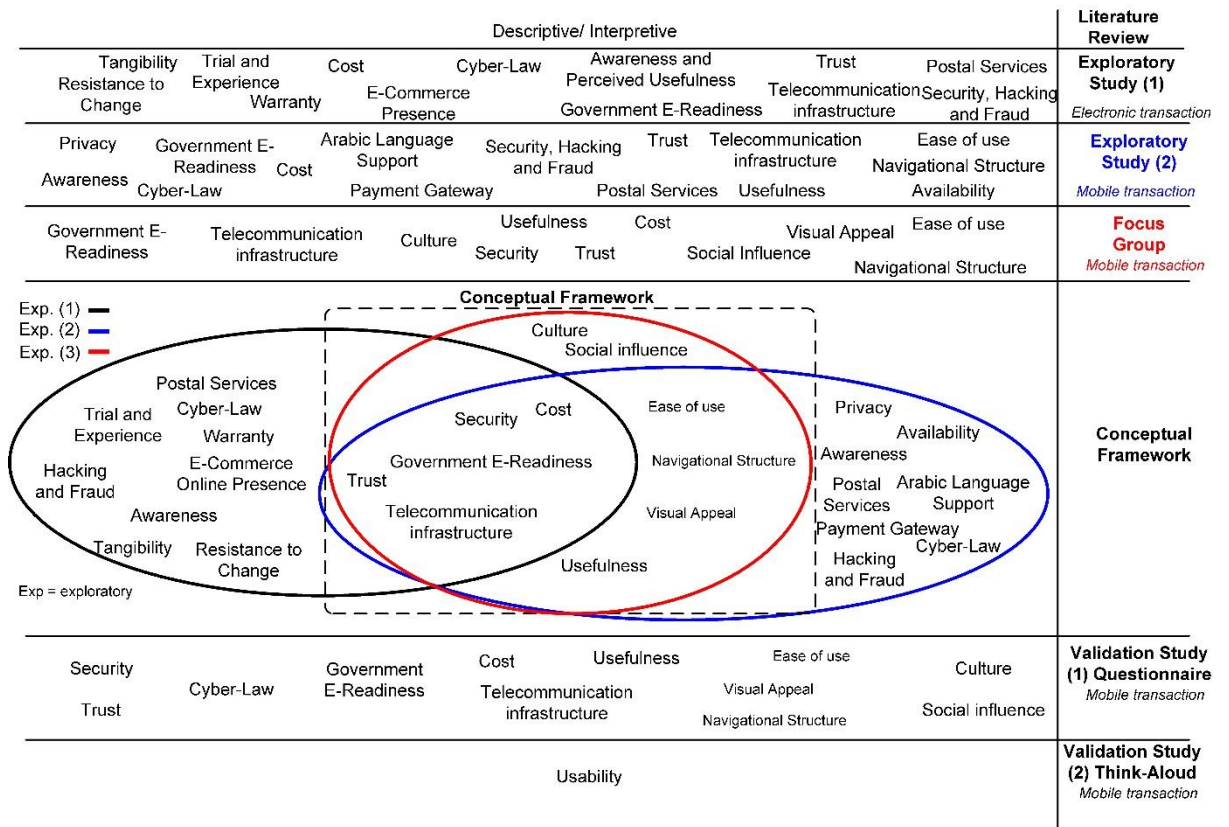 Descriptive/ Interpretive
Literature
Review
Tangibility
Resistance to
Change
Trial and
Experience
Warranty
Cost
E-Commerce
Presence
Cyber-Law
Awareness and
Perceived Usefulness
Government E-Readiness
Trust
Telecommunication
infrastructure
Postal Services
Security, Hacking
and Fraud
Exploratory
Study (1)
Electronic transaction
Privacy
Awareness
Government E-
Readiness
Cyber-Law
Cost
Arabic Language
Support
Payment Gateway
Security, Hacking
and Fraud
Trust
Postal Services
Telecommunication
infrastructure
Usefulness
Ease of use
Navigational Structure
Availability
Exploratory
Study (2)
Mobile transaction
Government E-
Readiness
Telecommunication
infrastructure
Culture
Usefulness
Security
Trust
Cost
Social Influence
Visual Appeal
Ease of use
Navigational Structure
Focus
Group
Mobile transaction
Conceptual Framework
Exp. (1)
Exp. (2)
Exp. (3)
Culture
Social influence
Postal Services
Trial and
Experience
Cyber-Law
Warranty
Hacking
and Fraud
E-Commerce
Online Presence
Awareness
Tangibility
Resistance to
Change
Exp = exploratory
Security
Cost
Government E-Readiness
Trust
Telecommunication
infrastructure
Ease of use
Navigational Structure
Visual Appeal
Usefulness
Privacy
Availability
Awareness
Postal
Services
Arabic Language
Support
Payment Gateway
Cyber-Law
Hacking
and Fraud
Conceptual
Framework
Security
Trust
Cyber-Law
Government
E-Readiness
Cost
Telecommunication
infrastructure
Usefulness
Ease of use
Visual Appeal
Navigational Structure
Culture
Social influence
Validation Study
(1) Questionnaire
Mobile transaction
Usability
Validation Study
(2) Think-Aloud
Mobile transaction